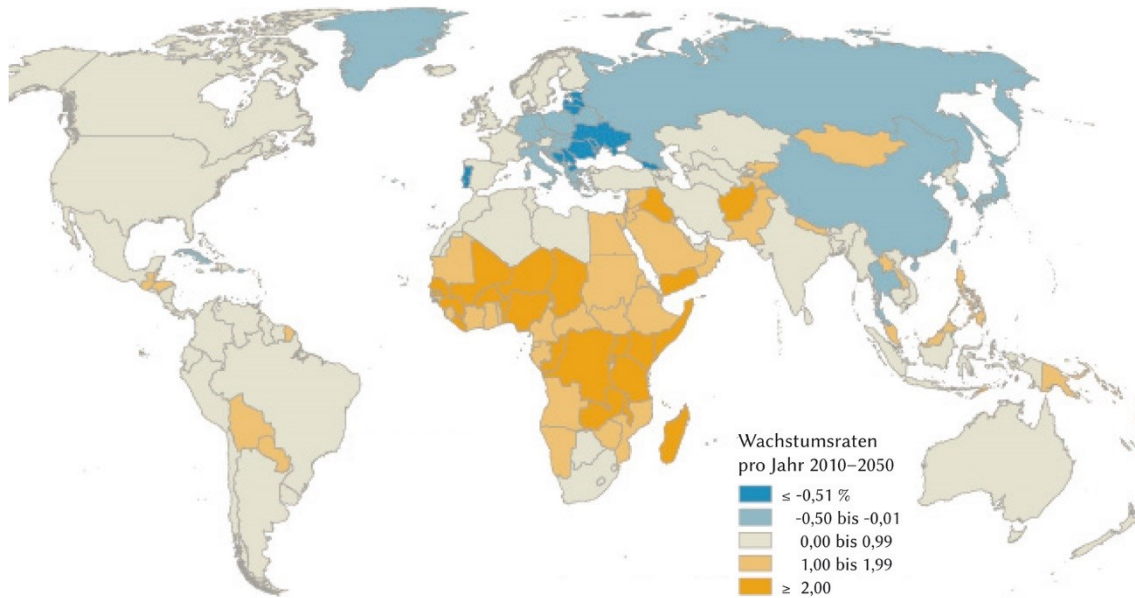 Wachstumsraten
pro Jahr 2010–2050
≤ -0,51 %
-0,50 bis -0,01
0,00 bis 0,99
1,00 bis 1,99
≥ 2,00